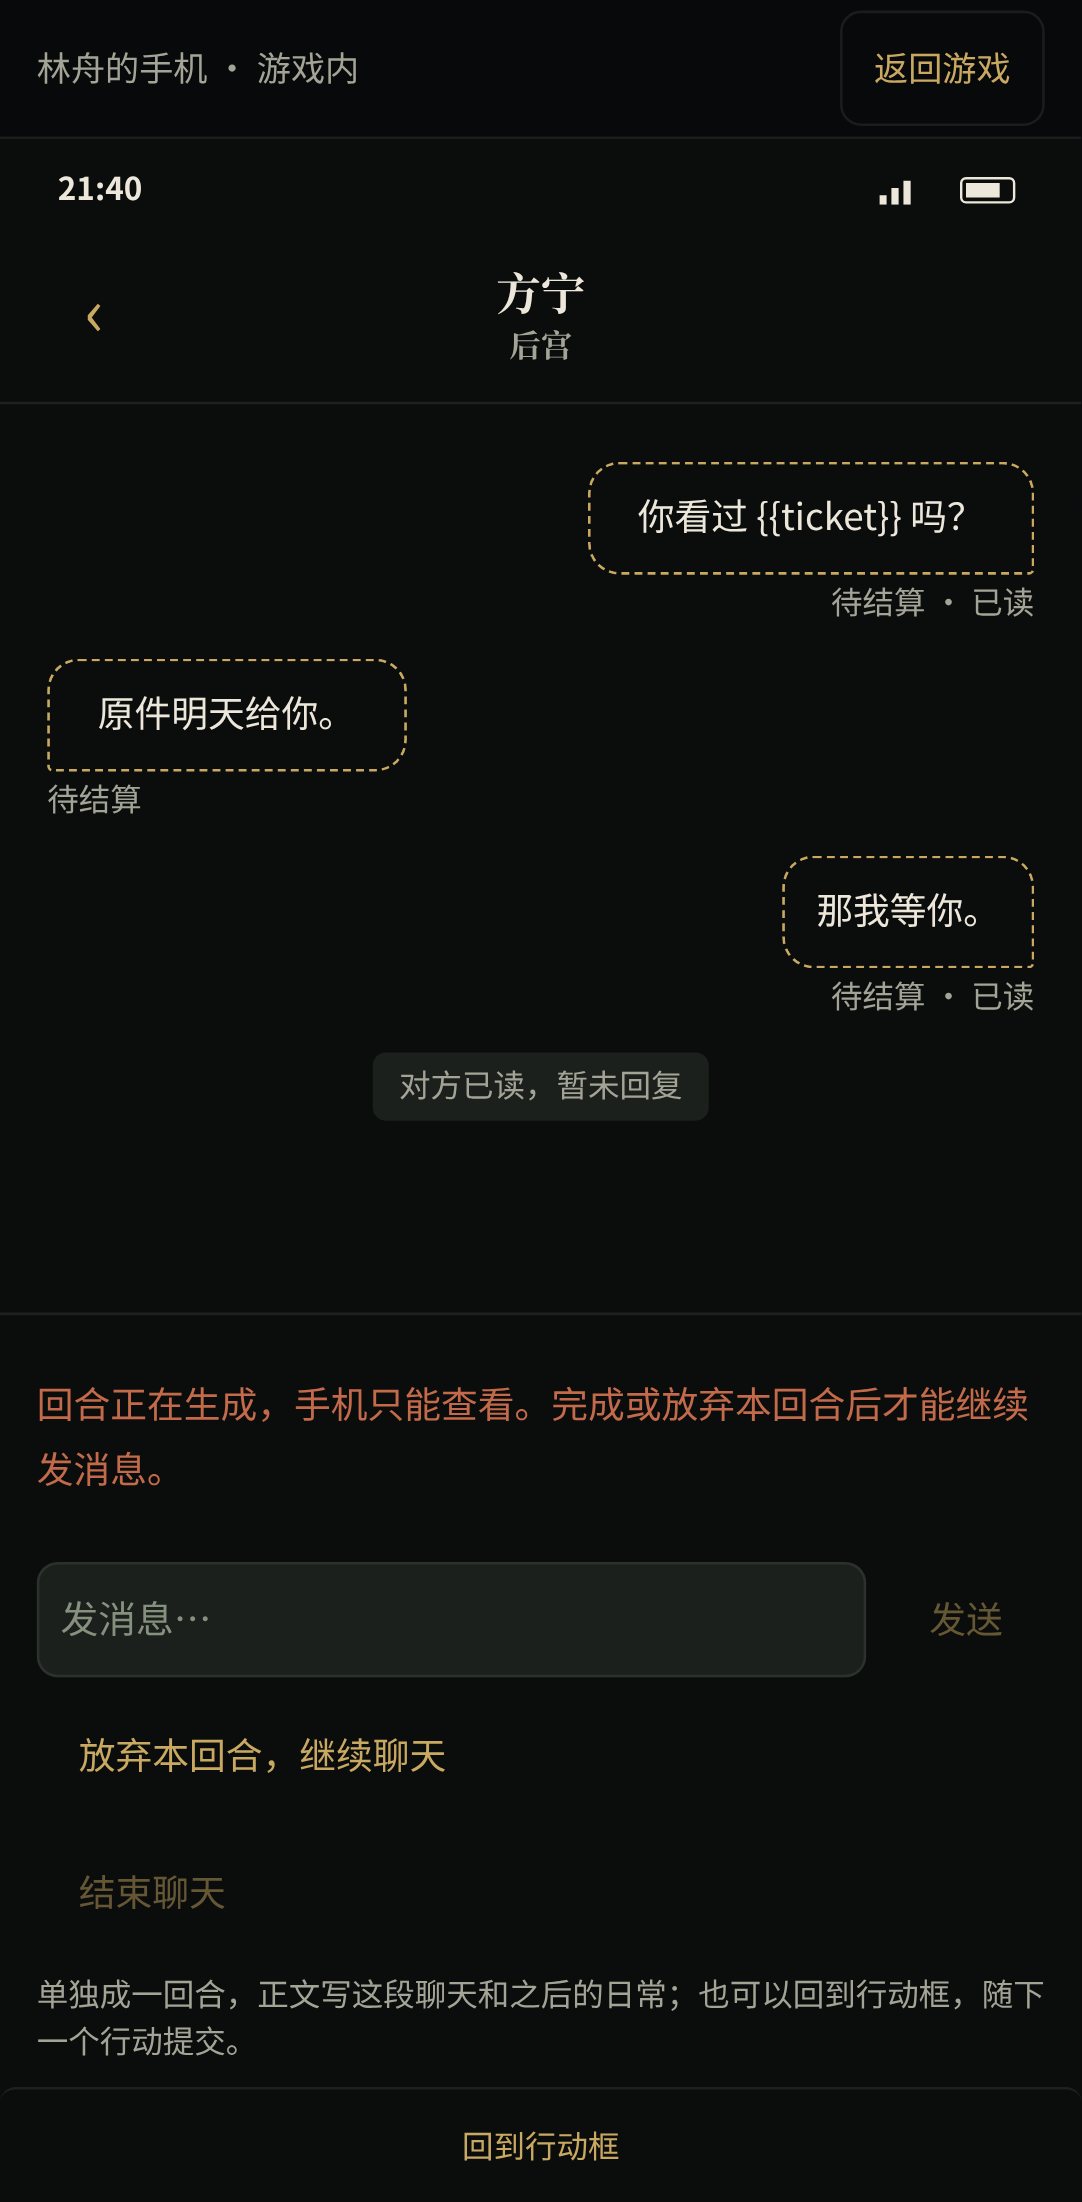 林舟的手机 · 游戏内
返回游戏
21:40
‹
方宁
后宫
你看过 {{ticket}} 吗？
待结算 · 已读
原件明天给你。
待结算
那我等你。
待结算 · 已读
对方已读，暂未回复
回合正在生成，手机只能查看。完成或放弃本回合后才能继续
发消息。
发消息…
发送
放弃本回合，继续聊天
结束聊天
单独成一回合，正文写这段聊天和之后的日常；也可以回到行动框，随下
一个行动提交。
回到行动框